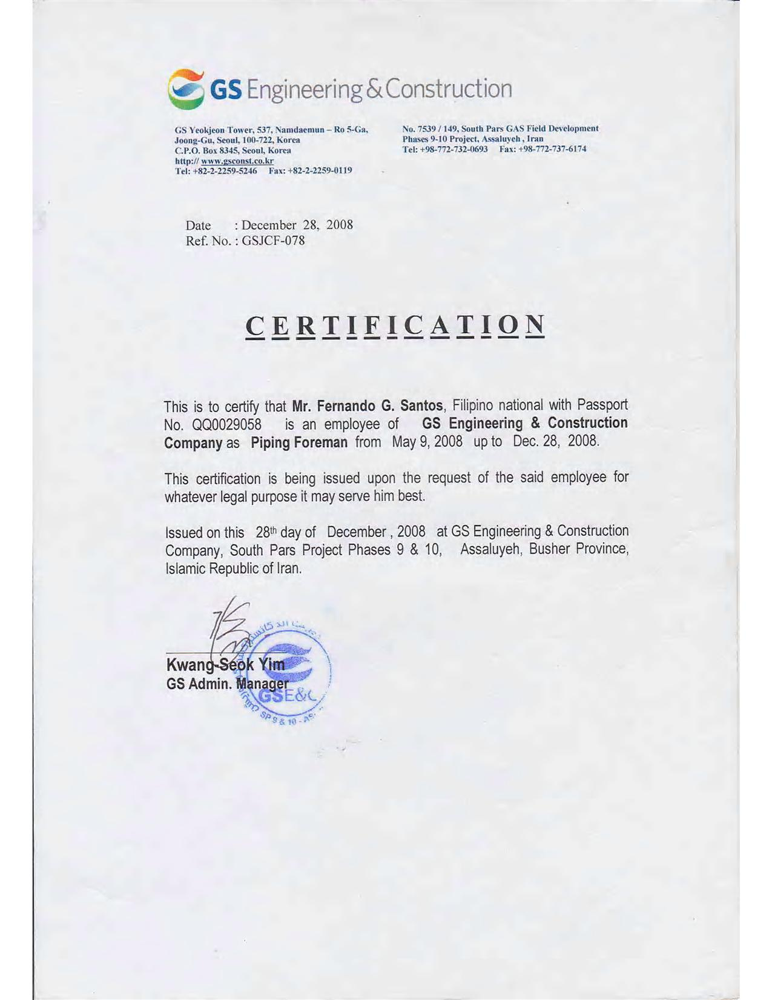 GS Engineering & Construction
GS Yeokjeon Tower, 537, Namdaemun – Ro 5-Ga,
Joong-Gu, Seoul, 100-722, Korea
C.P.O. Box 8345, Seoul, Korea
http:// www.gsconst.co.kr
Tel: +82-2-2259-5246 Fax: +82-2-2259-0119
No. 7539 / 149, South Pars GAS Field Development
Phases 9-10 Project, Assaluyeh , Iran
Tel: +98-772-732-0693 Fax: +98-772-737-6174
Date : December 28, 2008
Ref. No. : GSJCF-078
CERTIFICATION
This is to certify that Mr. Fernando G. Santos, Filipino national with Passport
No. QQ0029058 is an employee of GS Engineering & Construction
Company as Piping Foreman from May 9, 2008 up to Dec. 28, 2008.
This certification is being issued upon the request of the said employee for
whatever legal purpose it may serve him best.
Issued on this 28th day of December , 2008 at GS Engineering & Construction
Company, South Pars Project Phases 9 & 10, Assaluyeh, Busher Province,
Islamic Republic of Iran.
Kwang-Seok Yim
GS Admin. Manager
GSE&C
SP 9 & 10 -